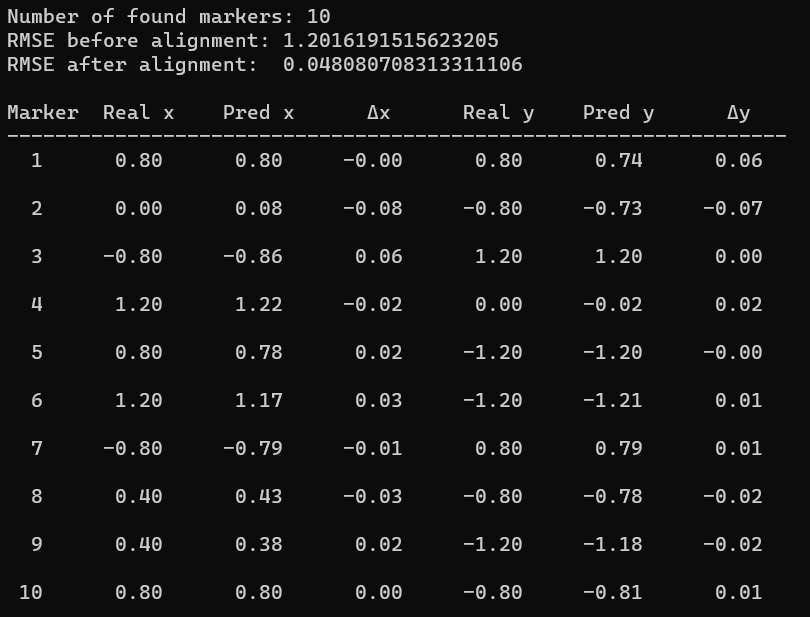 Number of found markers: 10
RMSE before alignment: 1.2016191515623205
RMSE after alignment:  0.048080708313311106
Marker  Real x    Pred x      Δx      Real y    Pred y      Δy
-----------------------------------------------------------------
  1      0.80      0.80     -0.00      0.80      0.74      0.06
  2      0.00      0.08     -0.08     -0.80     -0.73     -0.07
  3     -0.80     -0.86      0.06      1.20      1.20      0.00
  4      1.20      1.22     -0.02      0.00     -0.02      0.02
  5      0.80      0.78      0.02     -1.20     -1.20     -0.00
  6      1.20      1.17      0.03     -1.20     -1.21      0.01
  7     -0.80     -0.79     -0.01      0.80      0.79      0.01
  8      0.40      0.43     -0.03     -0.80     -0.78     -0.02
  9      0.40      0.38      0.02     -1.20     -1.18     -0.02
 10      0.80      0.80      0.00     -0.80     -0.81      0.01